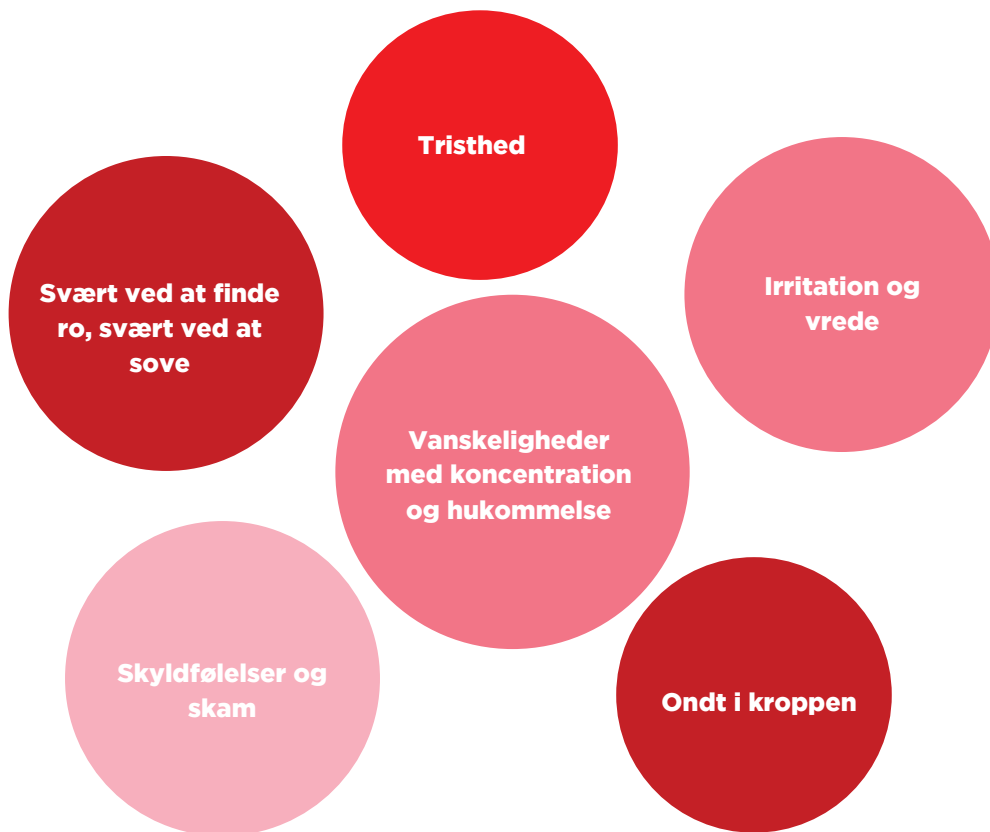 Tristhed
Svært ved at finde
ro, svært ved at
sove
Irritation og
vrede
Vanskeligheder
med koncentration
og hukommelse
Skyldfølelser og
skam
Ondt i kroppen